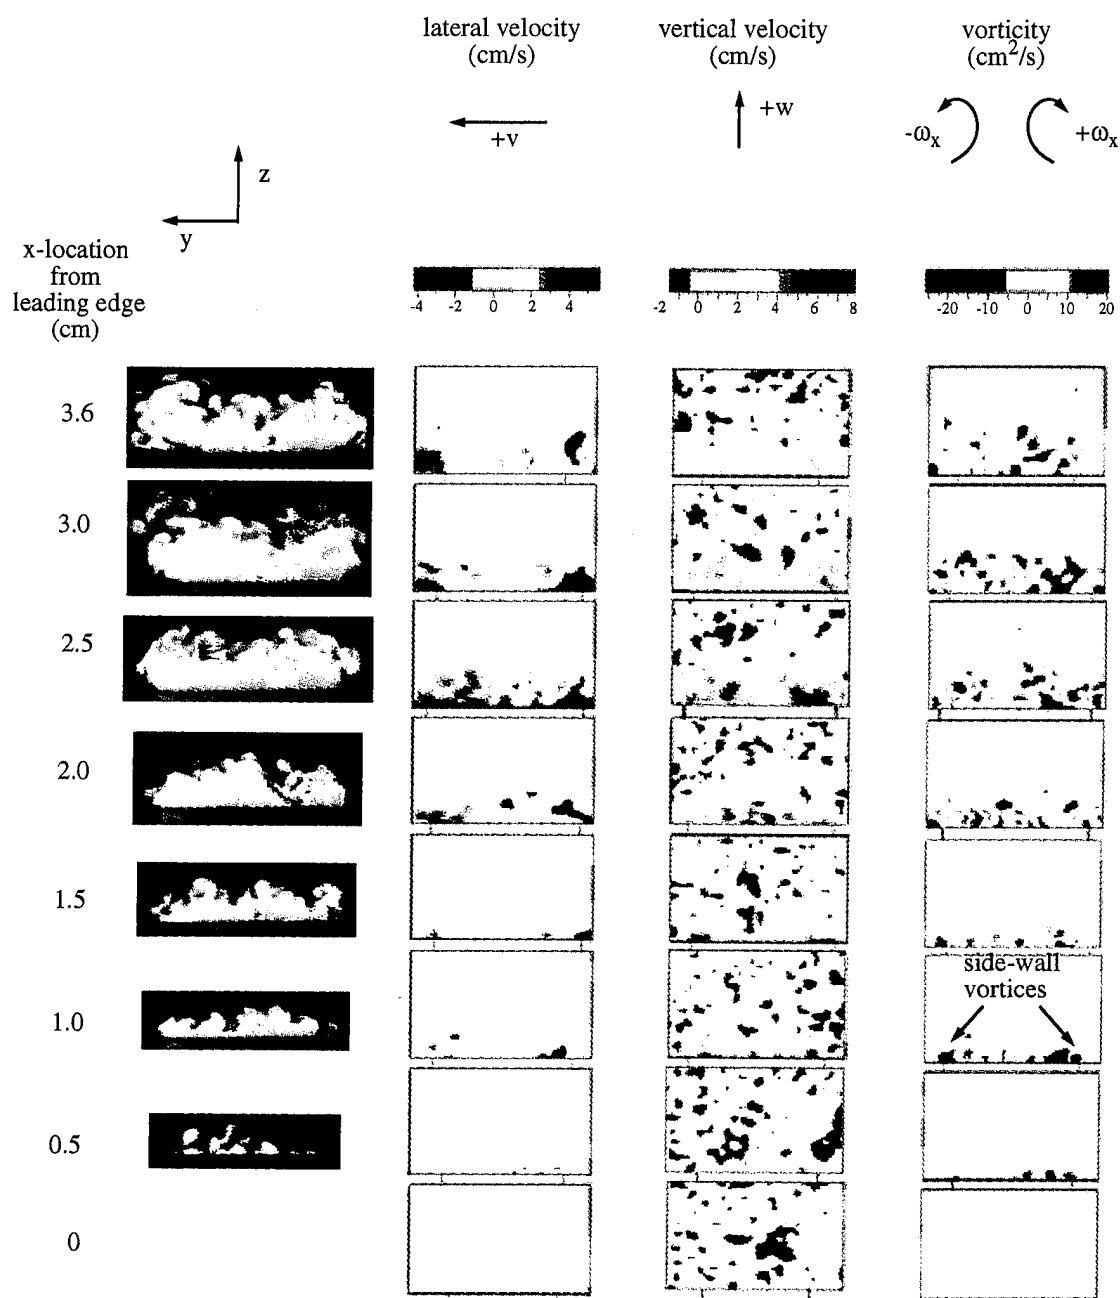 lateral velocity
(cm/s)
vertical velocity
(cm/s)
vorticity
(cm²/s)
+v
+w
-ωx
+ωx
z
y
x-location
from
leading edge
(cm)
-4 -2 0 2 4
-2 0 2 4 6 8
-20 -10 0 10 20
3.6
3.0
2.5
2.0
1.5
1.0
side-wall
vortices
0.5
0